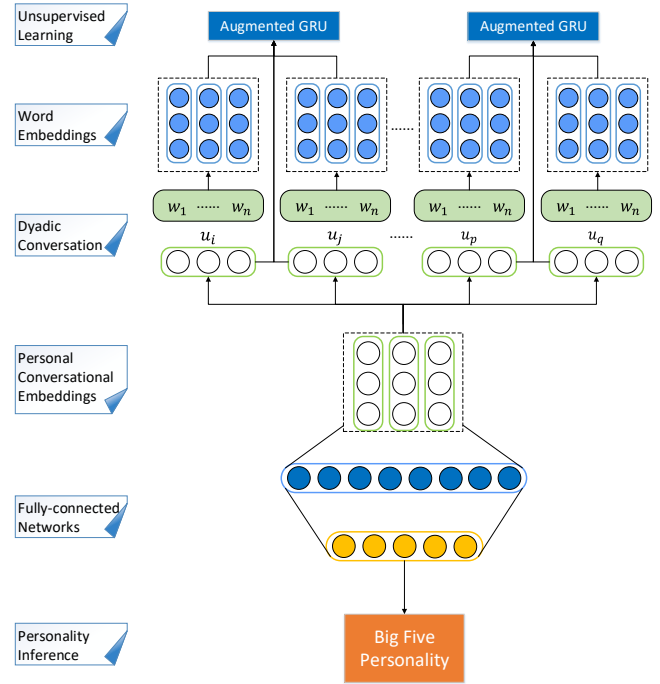 Unsupervised
Learning
Augmented GRU
Augmented GRU
Word
Embeddings
......
w₁ ...... wₙ
w₁ ...... wₙ
w₁ ...... wₙ
w₁ ...... wₙ
Dyadic
Conversation
uᵢ
uⱼ
......
uₚ
u_q
Personal
Conversational
Embeddings
Fully-connected
Networks
Personality
Inference
Big Five
Personality